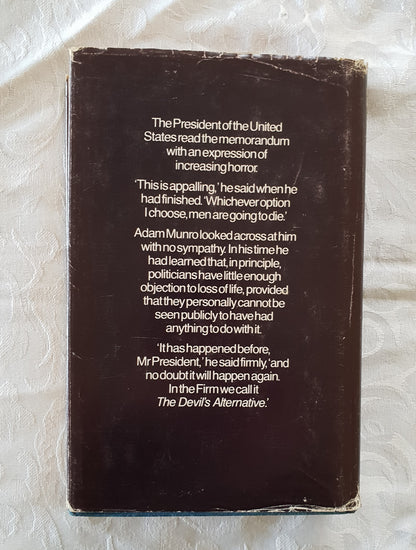 The President of the United
States read the memorandum
with an expression of
increasing horror.
'This is appalling,' he said when he
had finished. 'Whichever option
I choose, men are going to die.'
Adam Munro looked across at him
with no sympathy. In his time he
had learned that, in principle,
politicians have little enough
objection to loss of life, provided
that they personally cannot be
seen publicly to have had
anything to do with it.
'It has happened before,
Mr President,' he said firmly, 'and
no doubt it will happen again.
In the Firm we call it
The Devil's Alternative.'